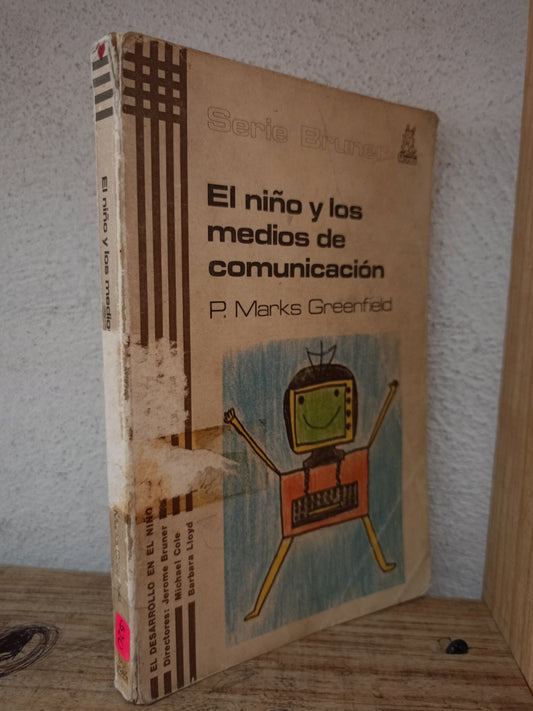 Serie Bruner
El niño y los
medios de
comunicación
P. Marks Greenfield
EL DESARROLLO EN EL NIÑO
Directores: Jerome Bruner
Michael Cole
Barbara Lloyd
El niño y los medio